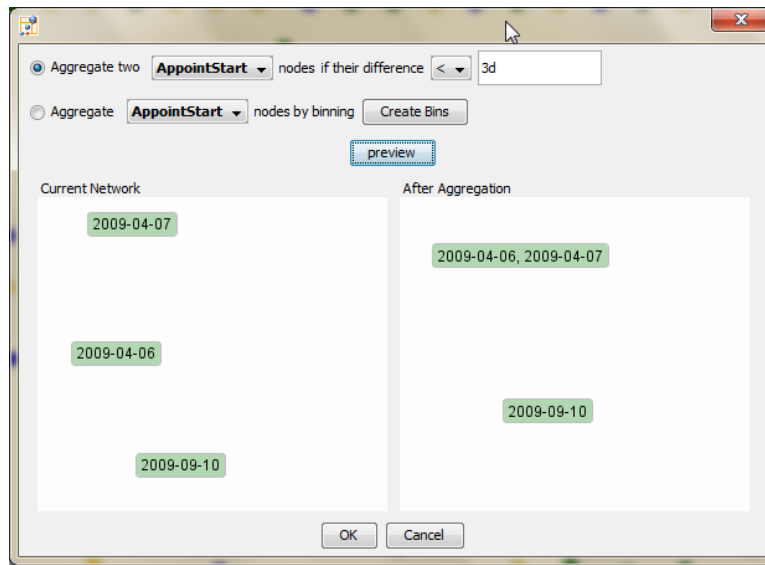 Aggregate two AppointStart nodes if their difference < 3d
Aggregate AppointStart nodes by binning Create Bins
preview
Current Network After Aggregation
2009-04-07
2009-04-06, 2009-04-07
2009-04-06
2009-09-10
2009-09-10
OK Cancel